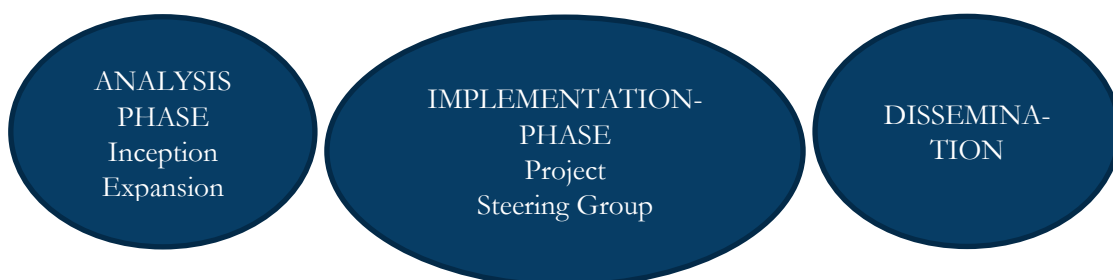 ANALYSIS
PHASE
Inception
Expansion
IMPLEMENTATION-
PHASE
Project
Steering Group
DISSEMINA-
TION